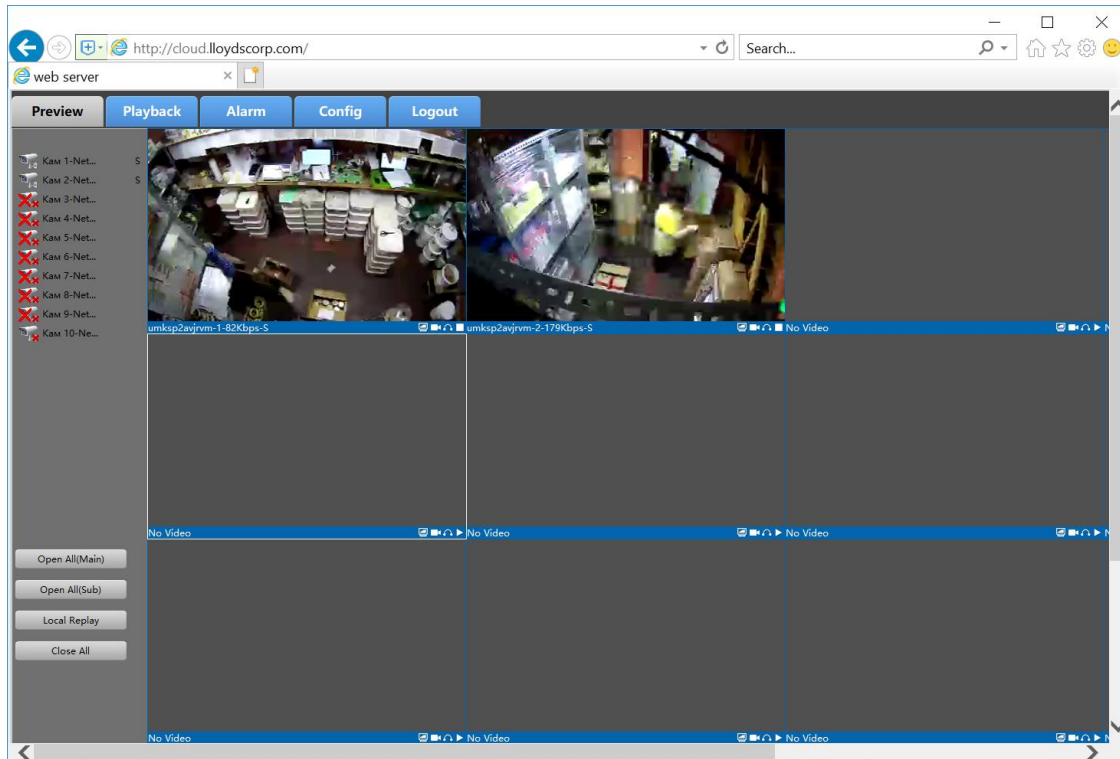 http://cloud.lloydscorp.com/
Search...
web server
Preview
Playback
Alarm
Config
Logout
Кам 1-Net... S
Кам 2-Net... S
Кам 3-Net...
Кам 4-Net...
Кам 5-Net...
Кам 6-Net...
Кам 7-Net...
Кам 8-Net...
Кам 9-Net...
Кам 10-Ne...
umksp2avjrvm-1-82Kbps-S
umksp2avjrvm-2-179Kbps-S
No Video
No Video
No Video
No Video
Open All(Main)
Open All(Sub)
Local Replay
Close All
No Video
No Video
No Video